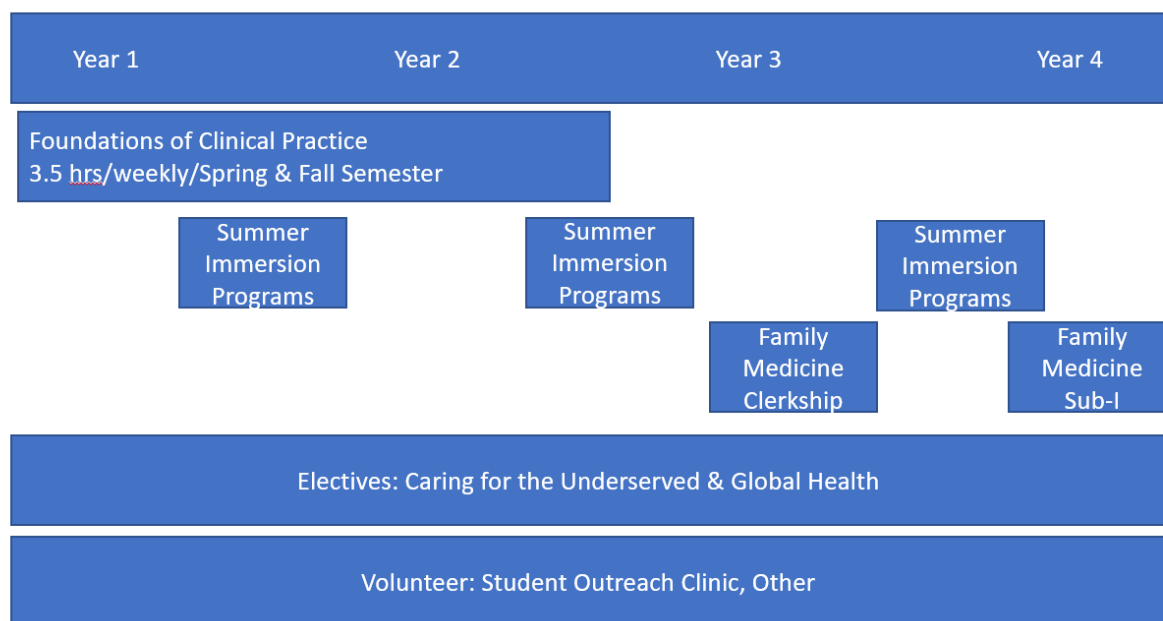 Year 1 Year 2 Year 3 Year 4
Foundations of Clinical Practice
3.5 hrs/weekly/Spring & Fall Semester
Summer
Immersion
Programs
Summer
Immersion
Programs
Summer
Immersion
Programs
Family
Medicine
Clerkship
Family
Medicine
Sub-I
Electives: Caring for the Underserved & Global Health
Volunteer: Student Outreach Clinic, Other